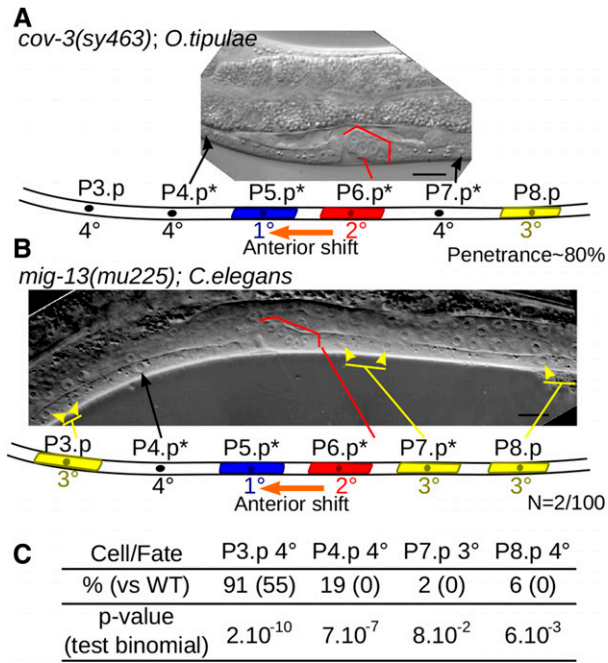 A
cov-3(sy463); O.tipulae
P3.p P4.p* P5.p* P6.p* P7.p* P8.p
4° 4° 1° 2° 4° 3°
Anterior shift
Penetrance~80%
B
mig-13(mu225); C.elegans
P3.p P4.p* P5.p* P6.p* P7.p* P8.p
3° 4° 1° 2° 3° 3°
Anterior shift
N=2/100
C
Cell/Fate P3.p 4° P4.p 4° P7.p 3° P8.p 4°
% (vs WT) 91 (55) 19 (0) 2 (0) 6 (0)
p-value (test binomial) 2.10⁻¹⁰ 7.10⁻⁷ 8.10⁻² 6.10⁻³